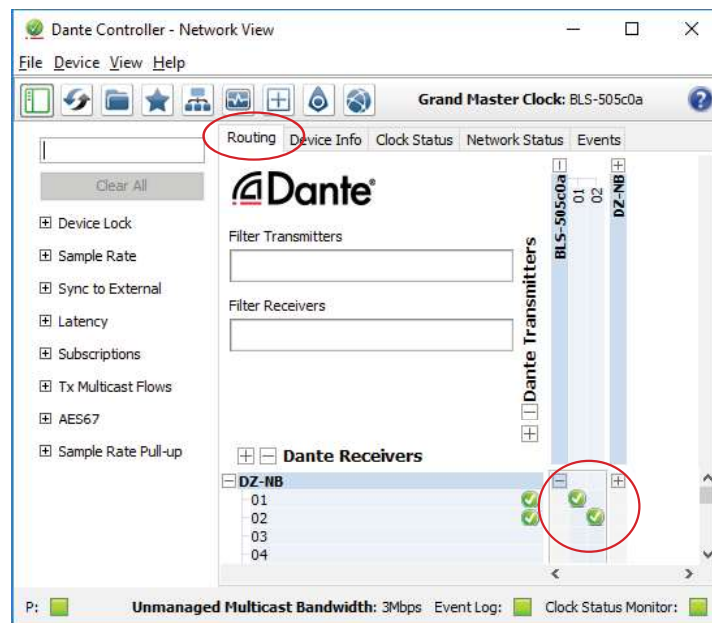 Dante Controller - Network View
File Device View Help
Grand Master Clock: BLS-505c0a
?
Routing Device Info Clock Status Network Status Events
Clear All
Device Lock
Sample Rate
Sync to External
Latency
Subscriptions
Tx Multicast Flows
AES67
Sample Rate Pull-up
Dante®
Filter Transmitters
Filter Receivers
Dante Transmitters
BLS-505c0a
01
02
DZ-NB
Dante Receivers
DZ-NB
01
02
03
04
P: Unmanaged Multicast Bandwidth: 3Mbps Event Log: Clock Status Monitor: